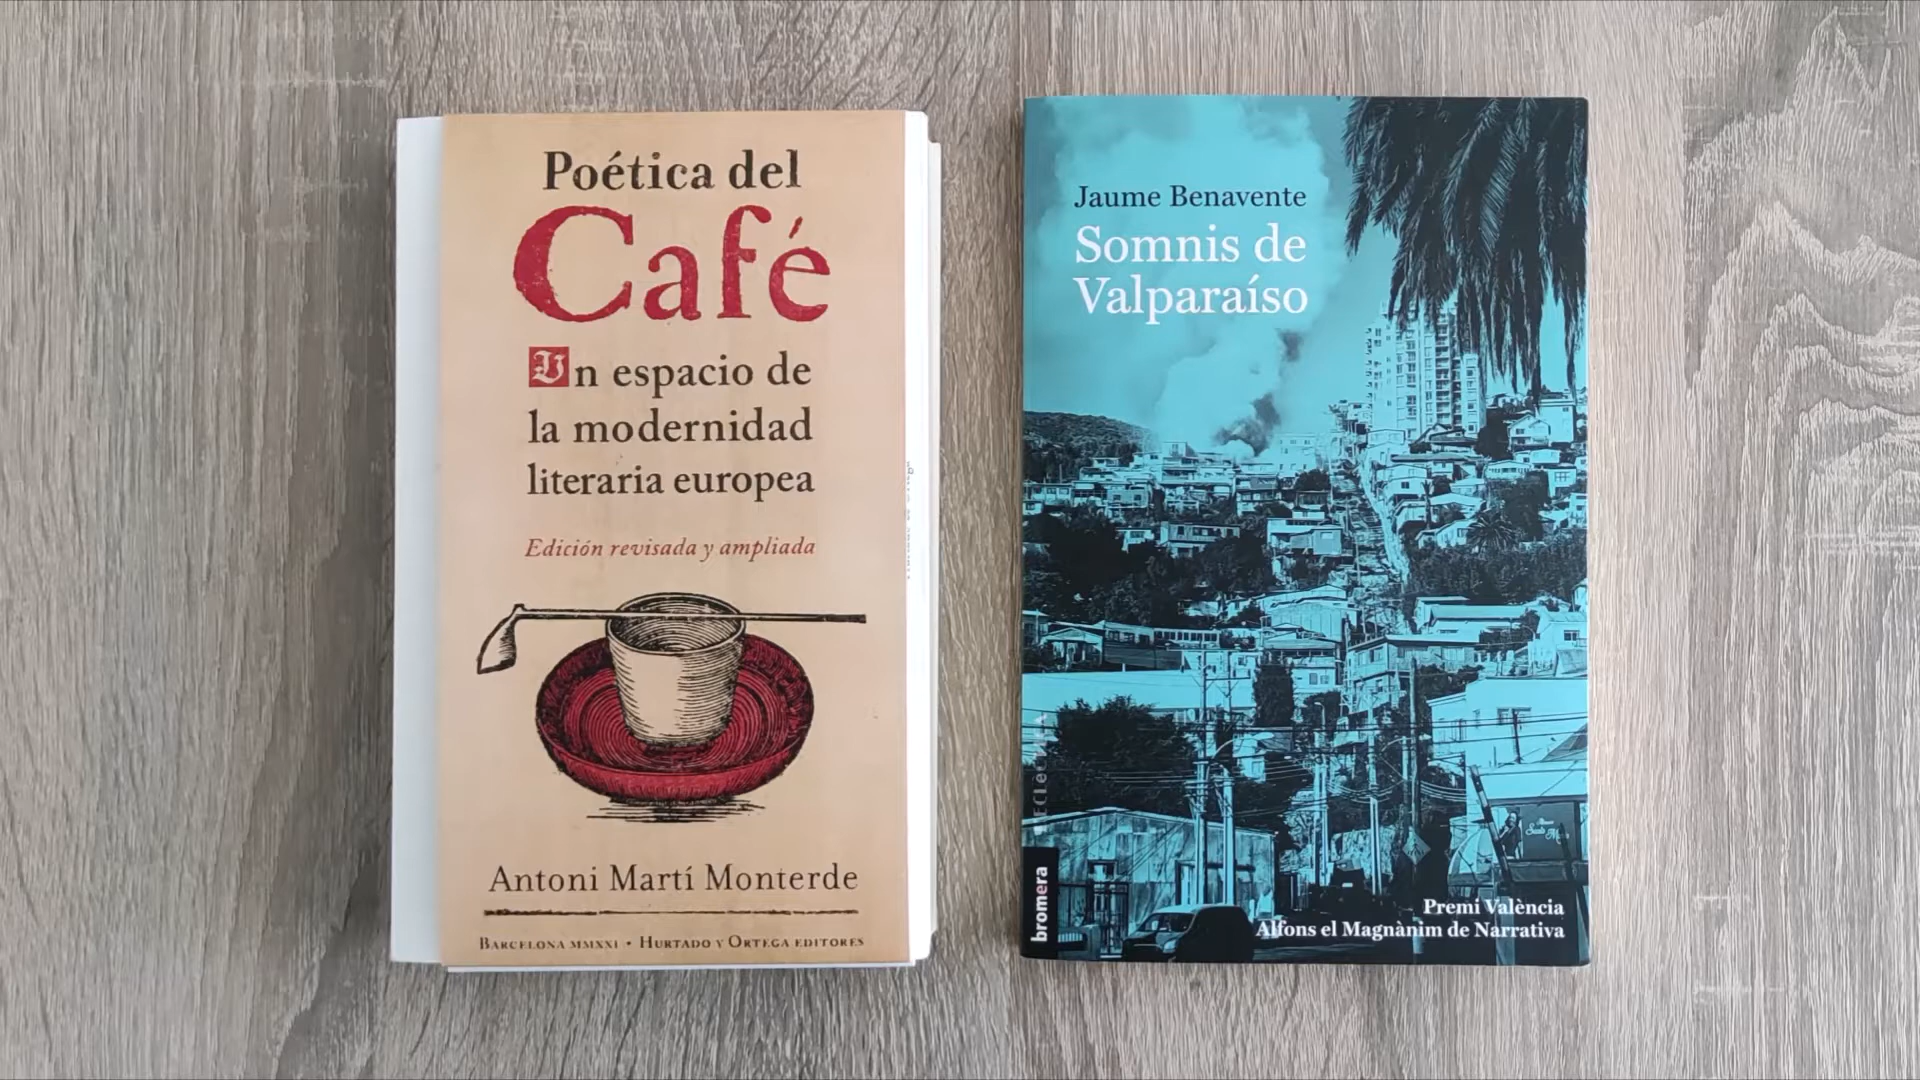 Poética del
Café
Un espacio de
la modernidad
literaria europea
Edición revisada y ampliada
Antoni Martí Monterde
BARCELONA MMXXI • HURTADO Y ORTEGA EDITORES
Jaume Benavente
Somnis de
Valparaíso
bromera
Premi València
Alfons el Magnànim de Narrativa